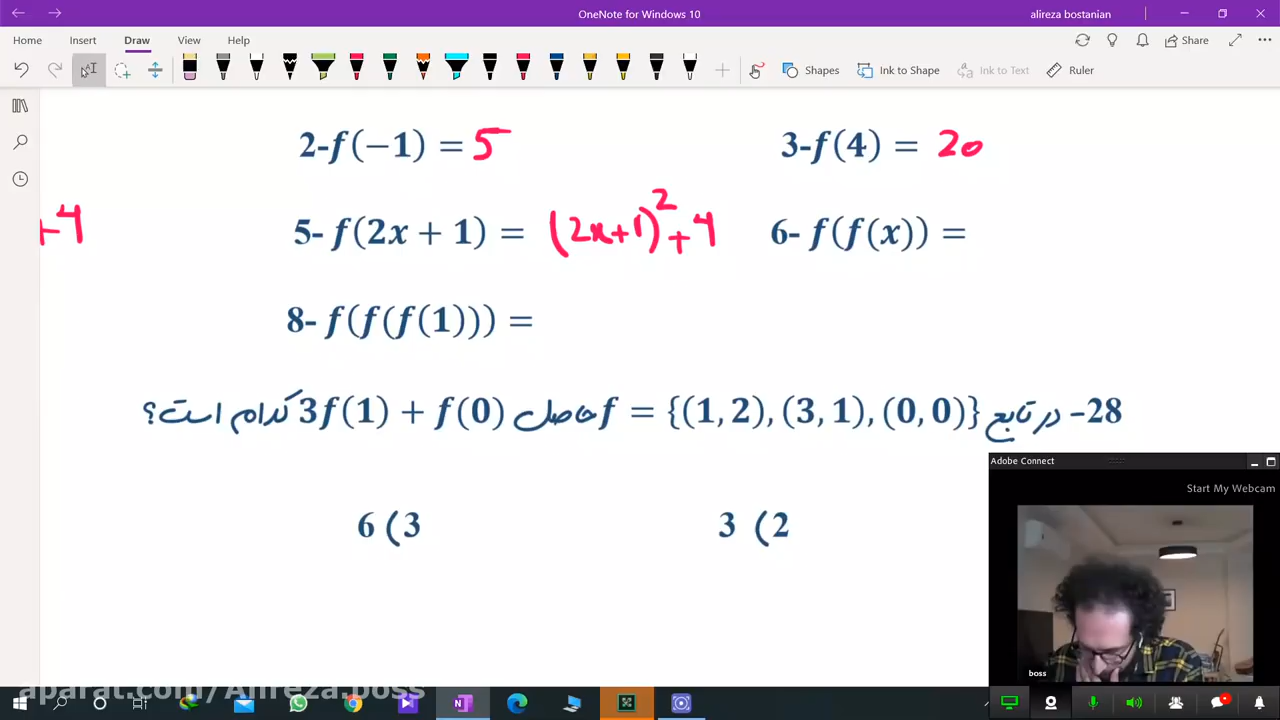 OneNote for Windows 10
alireza bostanian
Home Insert Draw View Help
Share
Shapes Ink to Shape Ink to Text Ruler
2-f(−1) = 5
3-f(4) = 20
+4
5- f(2x + 1) = (2x+1)² +4
6- f(f(x)) =
8- f(f(f(1))) =
28- در تابع f = {(1, 2), (3, 1), (0, 0)} حاصل 3f(1) + f(0) کدام است؟
3 (2
6 (3
Adobe Connect
Start My Webcam
boss
aparat.com/Alireza.boss